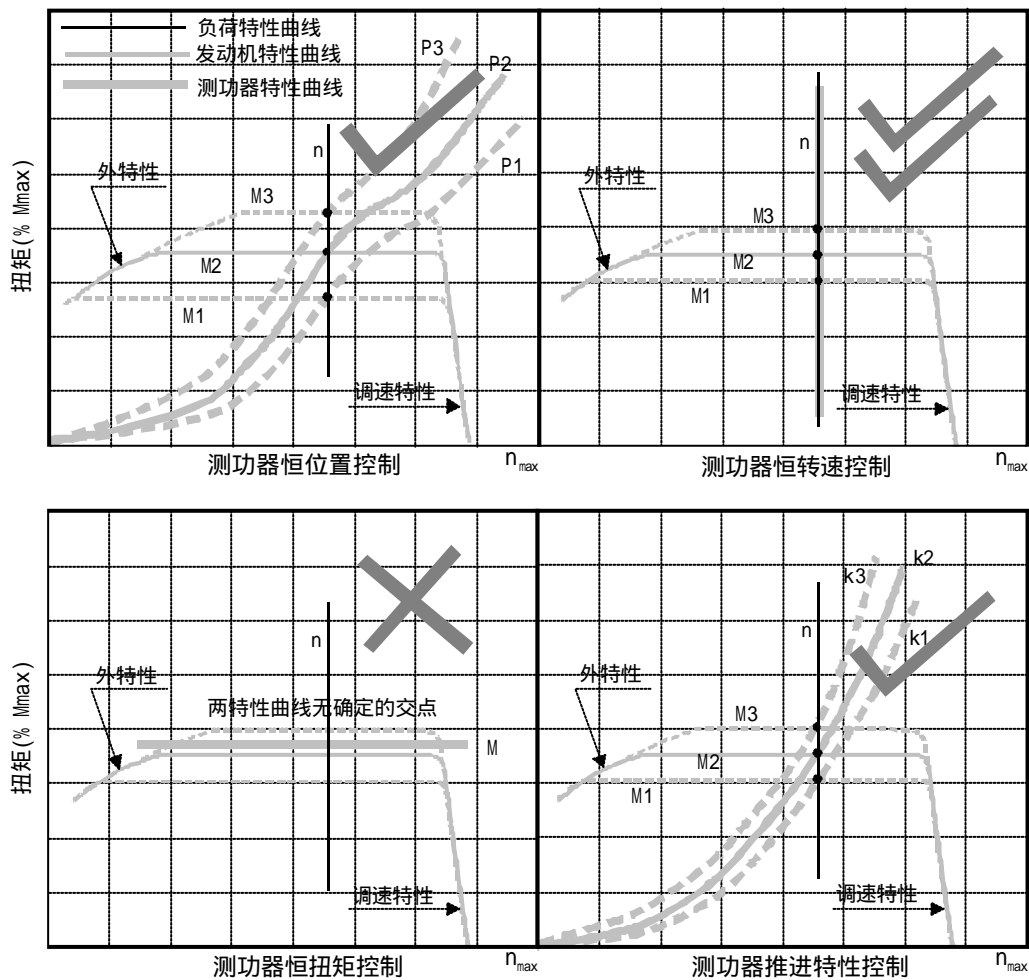 负荷特性曲线
发动机特性曲线
测功器特性曲线
P3
P2
P1
n
外特性
M3
M2
M1
调速特性
扭矩(% Mmax)
测功器恒位置控制
nmax
n
外特性
M3
M2
M1
调速特性
测功器恒转速控制
nmax
n
外特性
两特性曲线无确定的交点
M
调速特性
扭矩(% Mmax)
测功器恒扭矩控制
nmax
k3
k2
k1
n
外特性
M3
M2
M1
调速特性
测功器推进特性控制
nmax